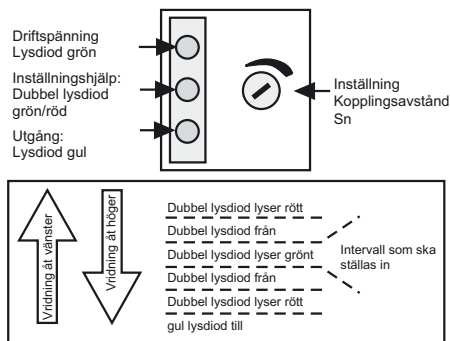 Driftspänning
Lysdiod grön
Inställningshjälp:
Dubbel lysdiod
grön/röd
Utgång:
Lysdiod gul
Inställning
Kopplingsavstånd
Sn
Vridning åt vänster
Vridning åt höger
Dubbel lysdiod lyser rött
Dubbel lysdiod från
Dubbel lysdiod lyser grönt
Dubbel lysdiod från
Dubbel lysdiod lyser rött
gul lysdiod till
Intervall som ska
ställas in